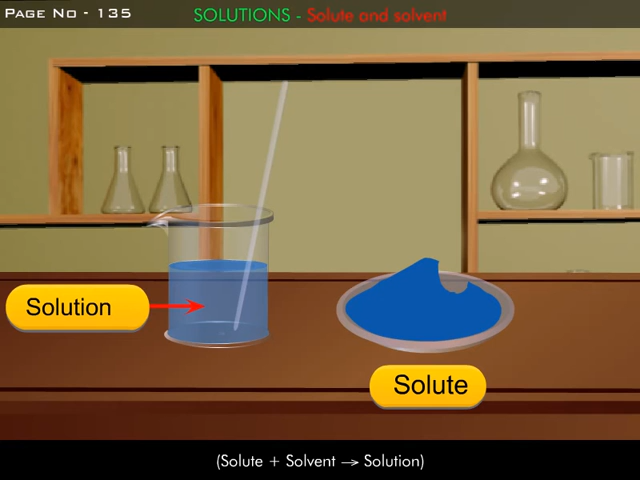 Page No - 135
SOLUTIONS - Solute and solvent
Solution
Solute
(Solute + Solvent → Solution)